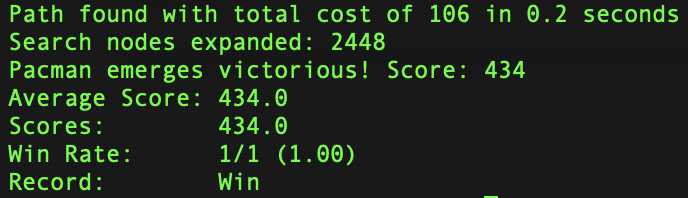 Path found with total cost of 106 in 0.2 seconds
Search nodes expanded: 2448
Pacman emerges victorious! Score: 434
Average Score: 434.0
Scores:        434.0
Win Rate:      1/1 (1.00)
Record:        Win